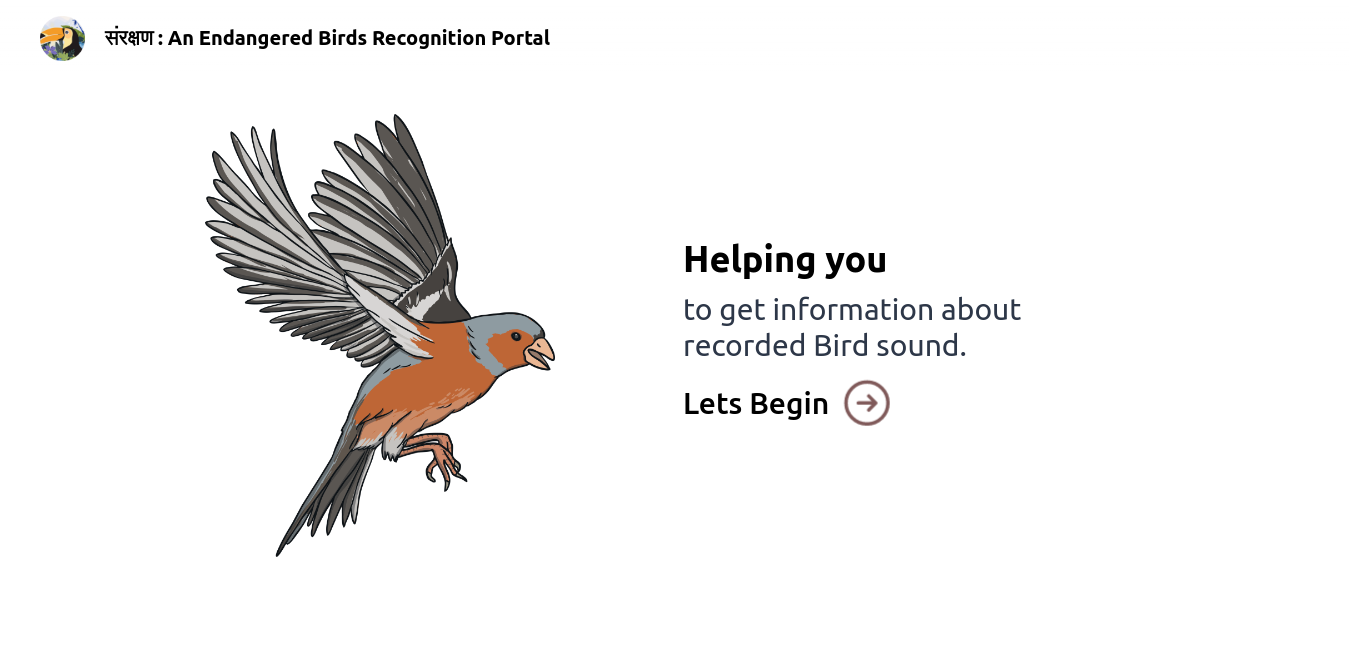 संरक्षण : An Endangered Birds Recognition Portal
Helping you
to get information about
recorded Bird sound.
Lets Begin